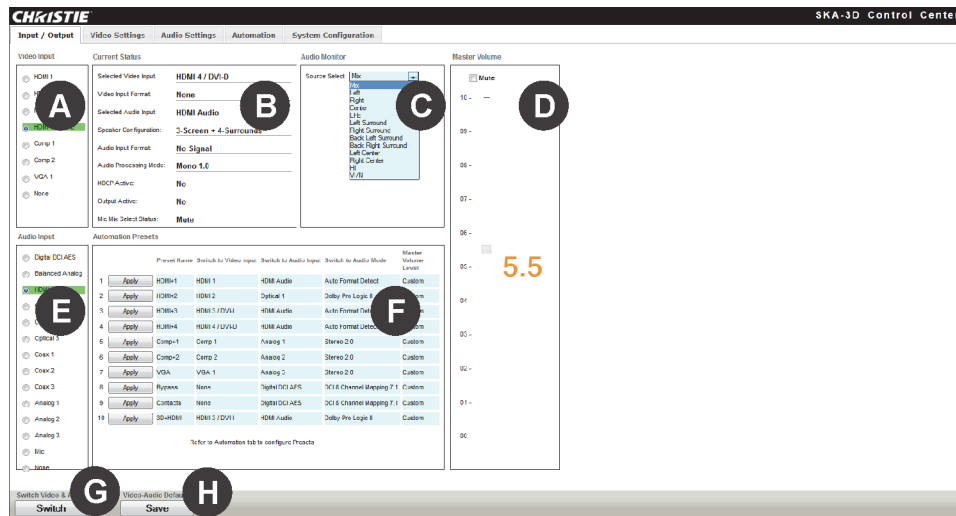 CHRISTIE
SKA-3D Control Center
Input / Output
Video Settings
Audio Settings
Automation
System Configuration
Video Input
HDMI 1
Comp 1
Comp 2
VGA 1
None
A
Current Status
Selected Video Input: HDMI 4 / DVI-D
Video Input Format: None
Selected Audio Input: HDMI Audio
Speaker Configuration: 3-Screen + 4-Surrounds
Audio Input Format: No Signal
Audio Processing Mode: Mono 1.0
HDCP Active: No
Output Active: No
Mic Mix Select Status: Mute
B
Audio Monitor
Source Select: Mix
Mix
Left
Right
Center
LFE
Left Surround
Right Surround
Back Left Surround
Back Right Surround
Left Center
Right Center
HI
VI/N
C
Master Volume
Mute
10 -
09 -
08 -
07 -
06 -
05 -
04
03 -
02 -
01 -
00
5.5
D
Audio Input
Digital DCI AES
Balanced Analog
Optical 3
Coax 1
Coax 2
Coax 3
Analog 1
Analog 2
Analog 3
Mic
None
E
Automation Presets
Preset Name Switch to Video Input Switch to Audio Input Switch to Audio Mode Master Volume Level
1 Apply HDMI+1 HDMI 1 HDMI Audio Auto Format Detect Custom
2 Apply HDMI+2 HDMI 2 Optical 1 Dolby Pro Logic II Custom
3 Apply HDMI+3 HDMI 3 / DVI-D HDMI Audio Auto Format Custom
4 Apply HDMI+4 HDMI 4 / DVI-D HDMI Audio Auto Format Detect Custom
5 Apply Comp+1 Comp 1 Analog 1 Stereo 2.0 Custom
6 Apply Comp+2 Comp 2 Analog 2 Stereo 2.0 Custom
7 Apply VGA VGA 1 Analog 3 Stereo 2.0 Custom
8 Apply Bypass None Digital DCI AES DCI 8 Channel Mapping 7.1 Custom
9 Apply Contacts None Digital DCI AES DCI 8 Channel Mapping 7.1 Custom
10 Apply 3D+HDMI HDMI 3 / DVI-D HDMI Audio Dolby Pro Logic II Custom
Refer to Automation tab to configure Presets
F
Switch Video &
Switch
G
Video-Audio
Save
H